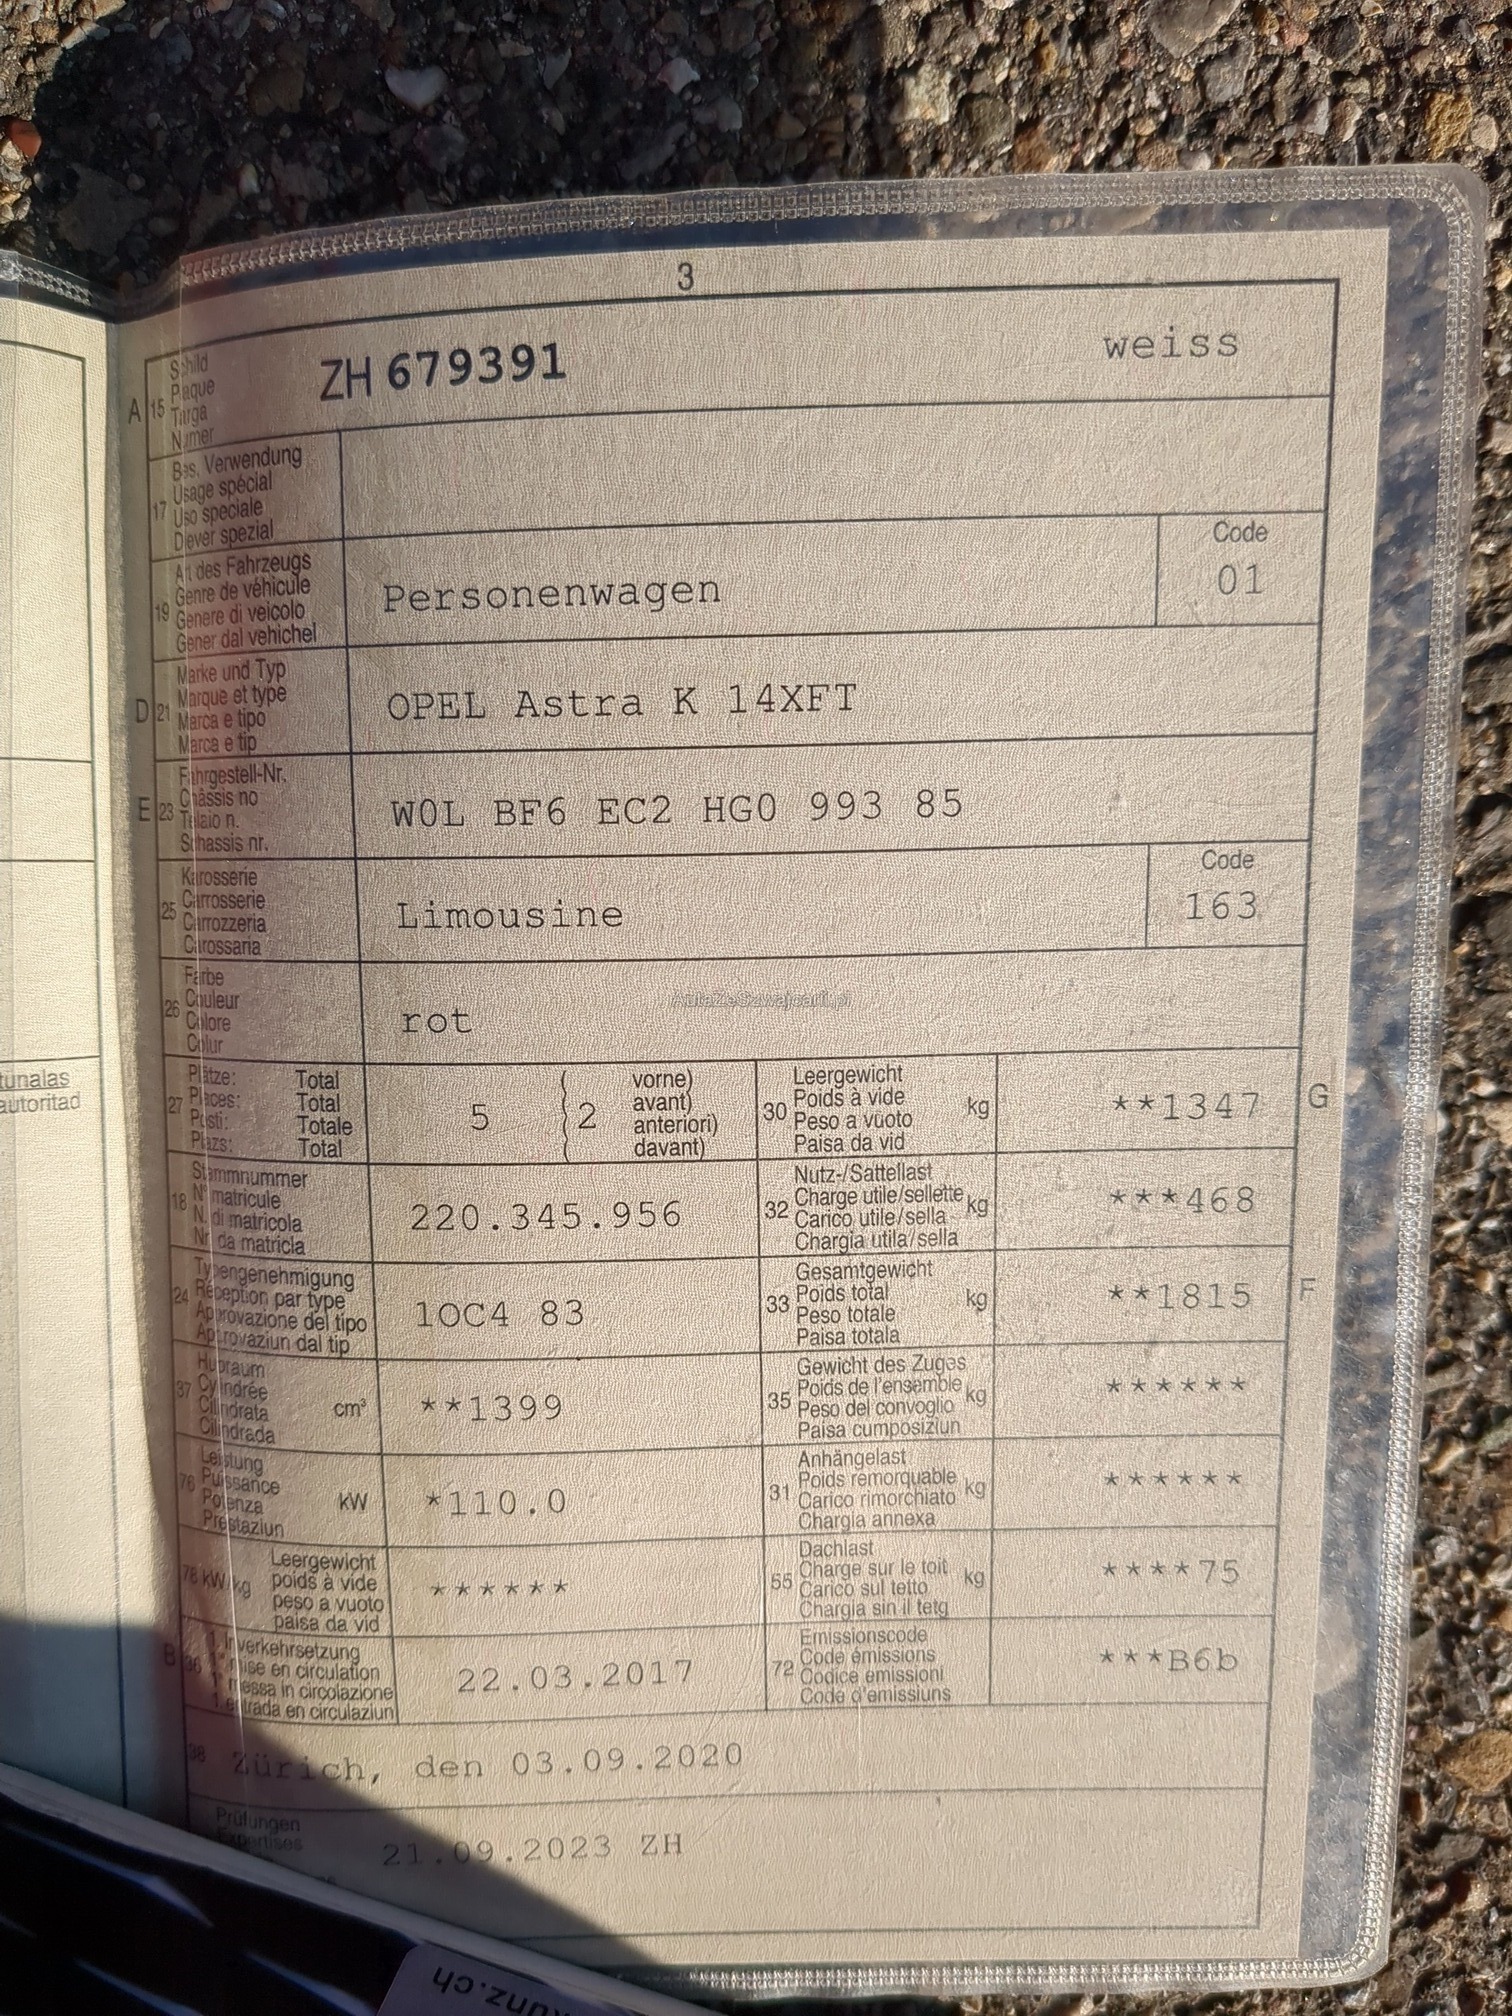 3
A 15 Schild
Plaque
Targa
Numer
ZH 679391 weiss
17 Bes. Verwendung
Usage spécial
Uso speciale
Diever spezial
19 Art des Fahrzeugs
Genre de véhicule
Genere di veicolo
Gener dal vehichel
Personenwagen
Code
01
D 21 Marke und Typ
Marque et type
Marca e tipo
Marca e tip
OPEL Astra K 14XFT
E 23 Fahrgestell-Nr.
Châssis no
Telaio n.
Schassis nr.
W0L BF6 EC2 HG0 993 85
25 Karosserie
Carrosserie
Carrozzeria
Carossaria
Limousine
Code
163
26 Farbe
Couleur
Colore
Colur
rot
AutaZeSzwajcarii.pl
27 Plätze: Total
Places: Total
Posti: Totale
Plazs: Total
5 ( 2 vorne)
avant)
anteriori)
davant)
30 Leergewicht
Poids à vide
Peso a vuoto
Paisa da vid
kg
**1347
G
18 Stammnummer
N° matricule
N. di matricola
Nr. da matricla
220.345.956
32 Nutz-/Sattellast
Charge utile/sellette
Carico utile/sella
Chargia utila/sella
kg
***468
24 Typengenehmigung
Réception par type
Approvazione del tipo
Approvaziun dal tip
1OC4 83
33 Gesamtgewicht
Poids total
Peso totale
Paisa totala
kg
**1815
F
37 Hubraum
Cylindrée
Cilindrata
Cilindrada
cm³
**1399
35 Gewicht des Zuges
Poids de l'ensemble
Peso del convoglio
Paisa cumposiziun
kg
******
76 Leistung
Puissance
Potenza
Prestaziun
kW
*110.0
31 Anhängelast
Poids remorquable
Carico rimorchiato
Chargia annexa
kg
******
78 kW/kg
Leergewicht
poids à vide
peso a vuoto
paisa da vid
******
55 Dachlast
Charge sur le toit
Carico sul tetto
Chargia sin il tetg
kg
****75
B 36 1. Inverkehrsetzung
1re mise en circulation
1a messa in circolazione
1. entrada en circulaziun
22.03.2017
72 Emissionscode
Code émissions
Codice emissioni
Code d'emissiuns
***B6b
38 Zürich, den 03.09.2020
Prüfungen
Expertises
21.09.2023 ZH
tunalas
autoritad
kunz.ch